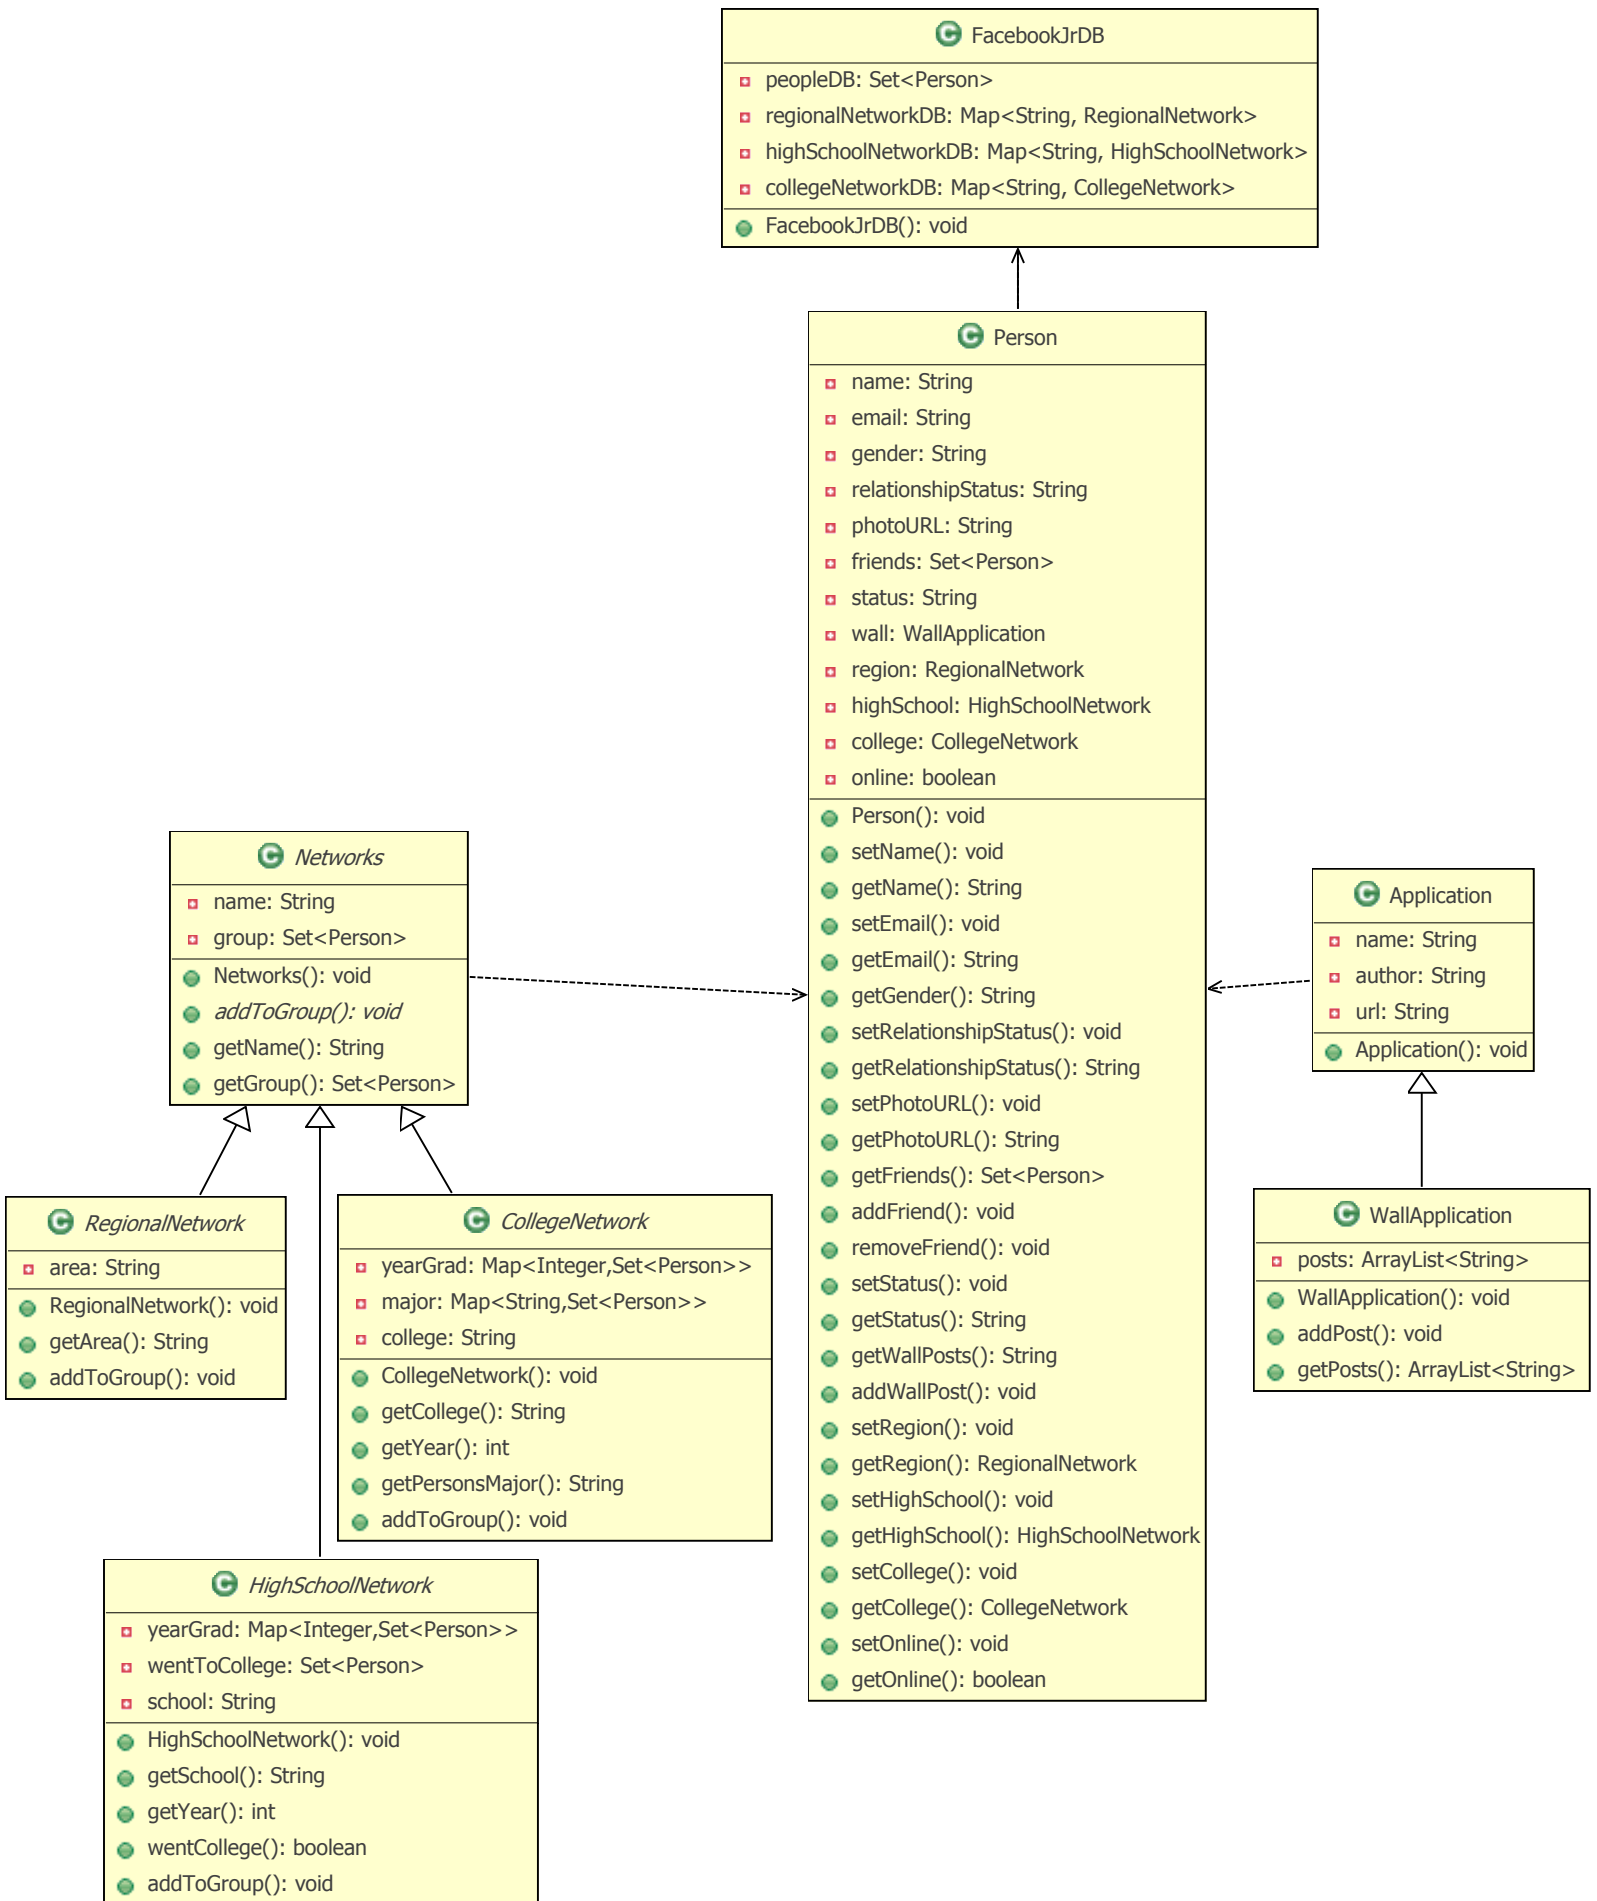 FacebookJrDB
peopleDB: Set<Person>
regionalNetworkDB: Map<String, RegionalNetwork>
highSchoolNetworkDB: Map<String, HighSchoolNetwork>
collegeNetworkDB: Map<String, CollegeNetwork>
FacebookJrDB(): void
Person
name: String
email: String
gender: String
relationshipStatus: String
photoURL: String
friends: Set<Person>
status: String
wall: WallApplication
region: RegionalNetwork
highSchool: HighSchoolNetwork
college: CollegeNetwork
online: boolean
Person(): void
setName(): void
getName(): String
setEmail(): void
getEmail(): String
getGender(): String
setRelationshipStatus(): void
getRelationshipStatus(): String
setPhotoURL(): void
getPhotoURL(): String
getFriends(): Set<Person>
addFriend(): void
removeFriend(): void
setStatus(): void
getStatus(): String
getWallPosts(): String
addWallPost(): void
setRegion(): void
getRegion(): RegionalNetwork
setHighSchool(): void
getHighSchool(): HighSchoolNetwork
setCollege(): void
getCollege(): CollegeNetwork
setOnline(): void
getOnline(): boolean
Networks
name: String
group: Set<Person>
Networks(): void
addToGroup(): void
getName(): String
getGroup(): Set<Person>
Application
name: String
author: String
url: String
Application(): void
RegionalNetwork
area: String
RegionalNetwork(): void
getArea(): String
addToGroup(): void
CollegeNetwork
yearGrad: Map<Integer,Set<Person>>
major: Map<String,Set<Person>>
college: String
CollegeNetwork(): void
getCollege(): String
getYear(): int
getPersonsMajor(): String
addToGroup(): void
WallApplication
posts: ArrayList<String>
WallApplication(): void
addPost(): void
getPosts(): ArrayList<String>
HighSchoolNetwork
yearGrad: Map<Integer,Set<Person>>
wentToCollege: Set<Person>
school: String
HighSchoolNetwork(): void
getSchool(): String
getYear(): int
wentCollege(): boolean
addToGroup(): void